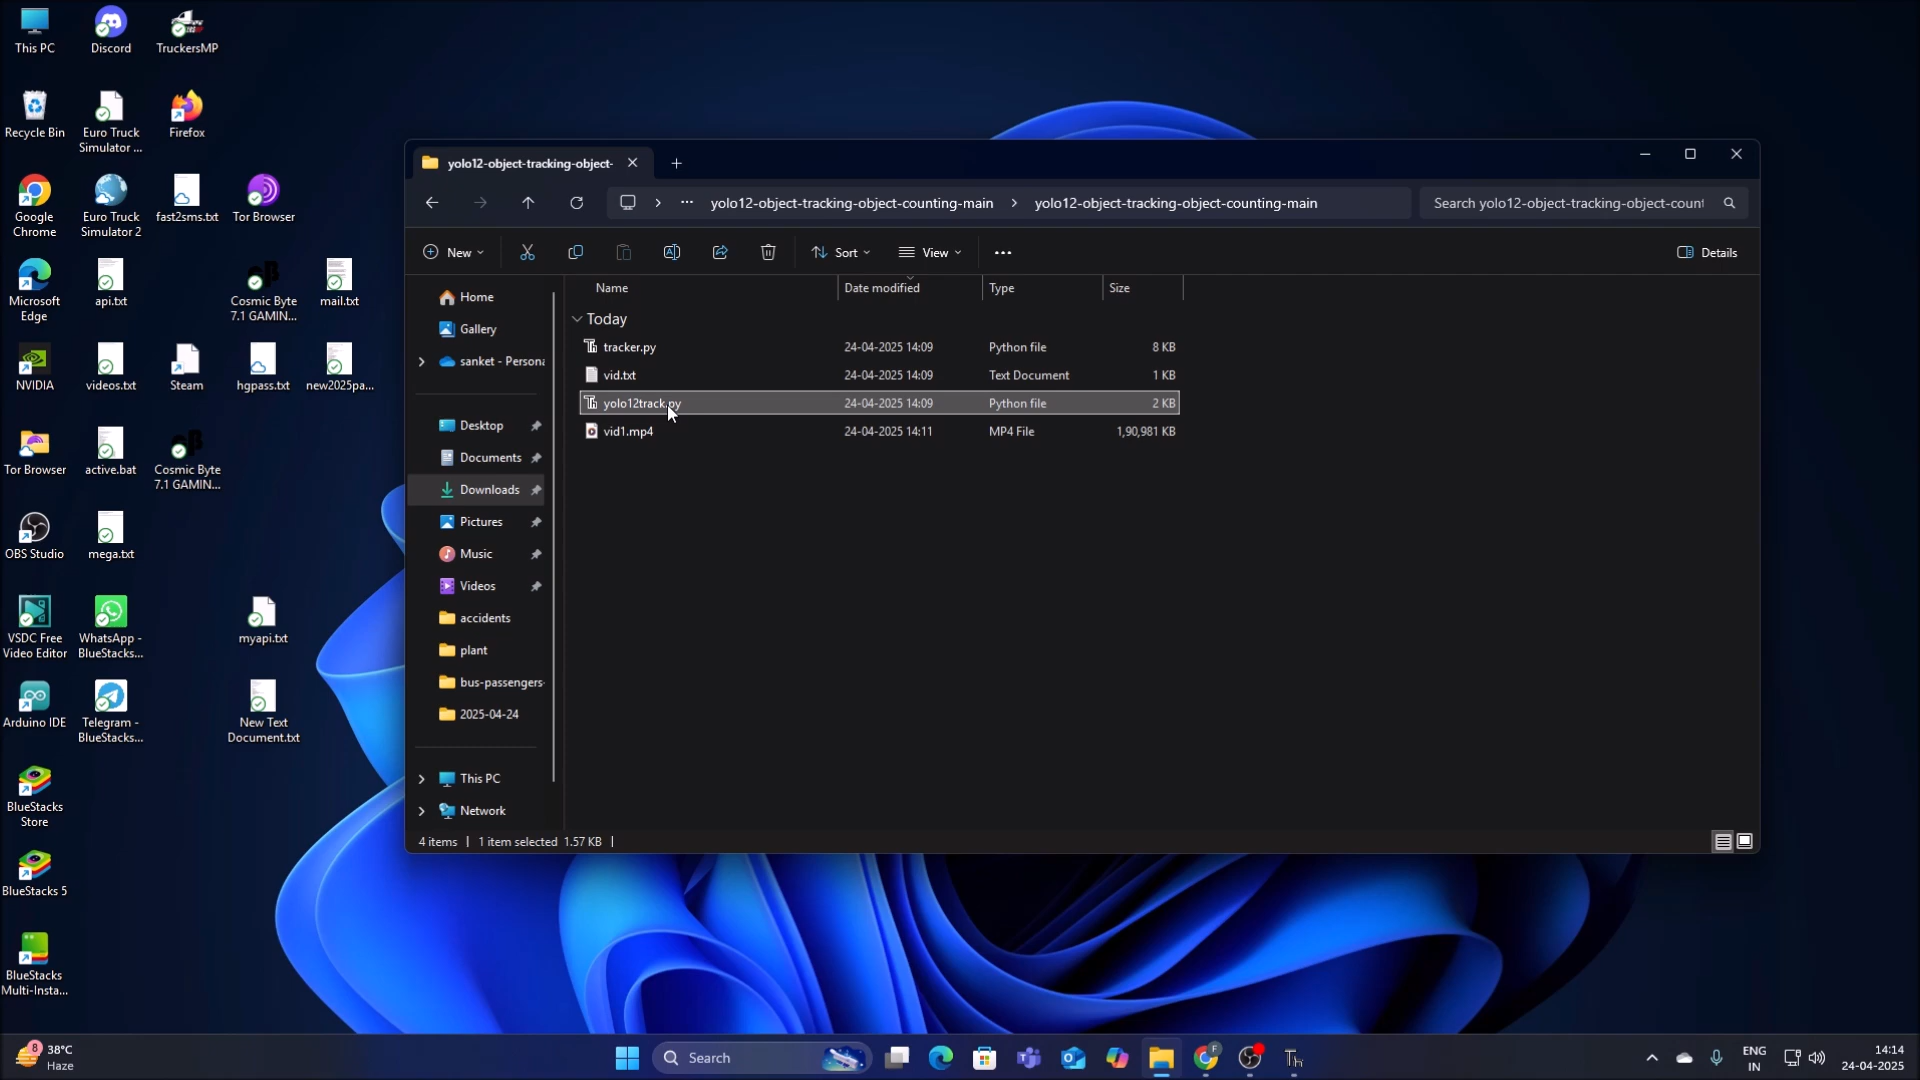 This PC
Discord
TruckersMP
Recycle Bin
Euro Truck
Simulator ...
Firefox
Google
Chrome
Euro Truck
Simulator 2
fast2sms.txt
Tor Browser
Microsoft
Edge
api.txt
Cosmic Byte
7.1 GAMIN...
mail.txt
NVIDIA
videos.txt
Steam
hgpass.txt
new2025pa...
Tor Browser
active.bat
Cosmic Byte
7.1 GAMIN...
OBS Studio
mega.txt
VSDC Free
Video Editor
WhatsApp -
BlueStacks...
myapi.txt
Arduino IDE
Telegram -
BlueStacks...
New Text
Document.txt
BlueStacks
Store
BlueStacks 5
BlueStacks
Multi-Insta...
yolo12-object-tracking-object-
... yolo12-object-tracking-object-counting-main > yolo12-object-tracking-object-counting-main
Search yolo12-object-tracking-object-count
New
Sort
View
Details
Home
Gallery
sanket - Persona
Desktop
Documents
Downloads
Pictures
Music
Videos
accidents
plant
bus-passengers-
2025-04-24
This PC
Network
Name Date modified Type Size
Today
tracker.py 24-04-2025 14:09 Python file 8 KB
vid.txt 24-04-2025 14:09 Text Document 1 KB
yolo12track.py 24-04-2025 14:09 Python file 2 KB
vid1.mp4 24-04-2025 14:11 MP4 File 1,90,981 KB
4 items 1 item selected 1.57 KB
8
38°C
Haze
Search
F
ENG
IN
14:14
24-04-2025